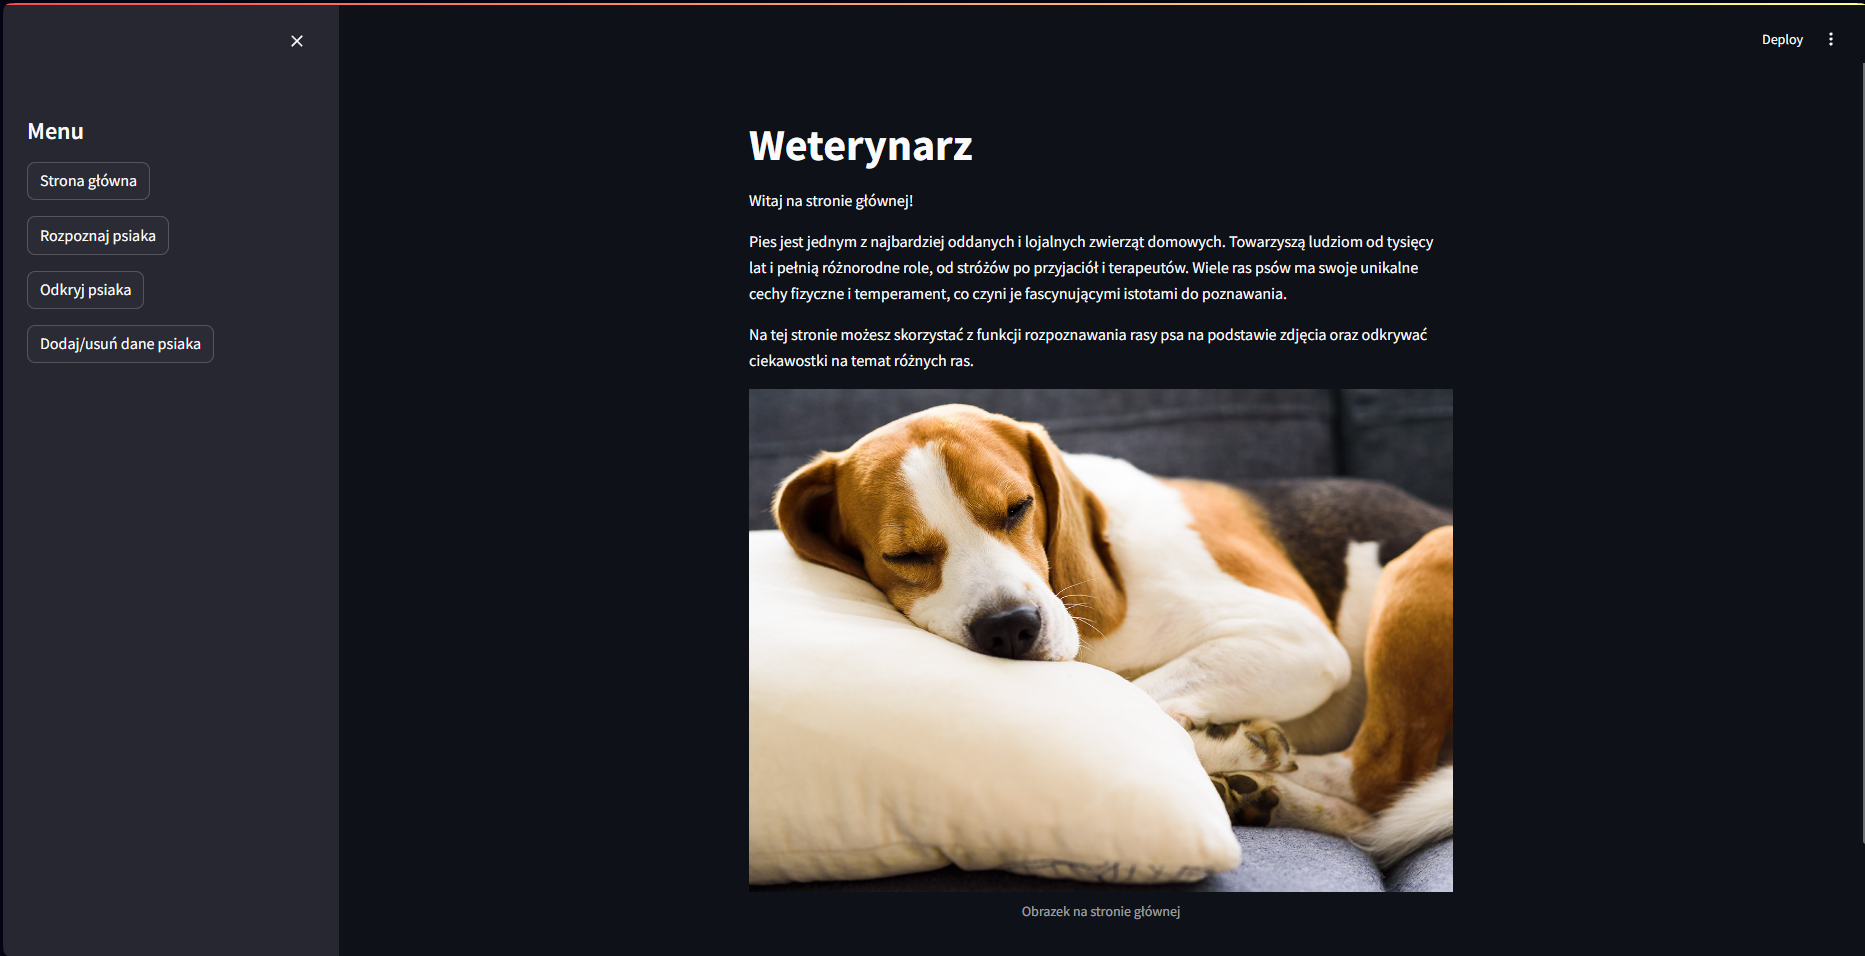 Deploy
Menu
Strona główna
Rozpoznaj psiaka
Odkryj psiaka
Dodaj/usuń dane psiaka
Weterynarz
Witaj na stronie głównej!
Pies jest jednym z najbardziej oddanych i lojalnych zwierząt domowych. Towarzyszą ludziom od tysięcy
lat i pełnią różnorodne role, od stróżów po przyjaciół i terapeutów. Wiele ras psów ma swoje unikalne
cechy fizyczne i temperament, co czyni je fascynującymi istotami do poznawania.
Na tej stronie możesz skorzystać z funkcji rozpoznawania rasy psa na podstawie zdjęcia oraz odkrywać
ciekawostki na temat różnych ras.
Obrazek na stronie głównej